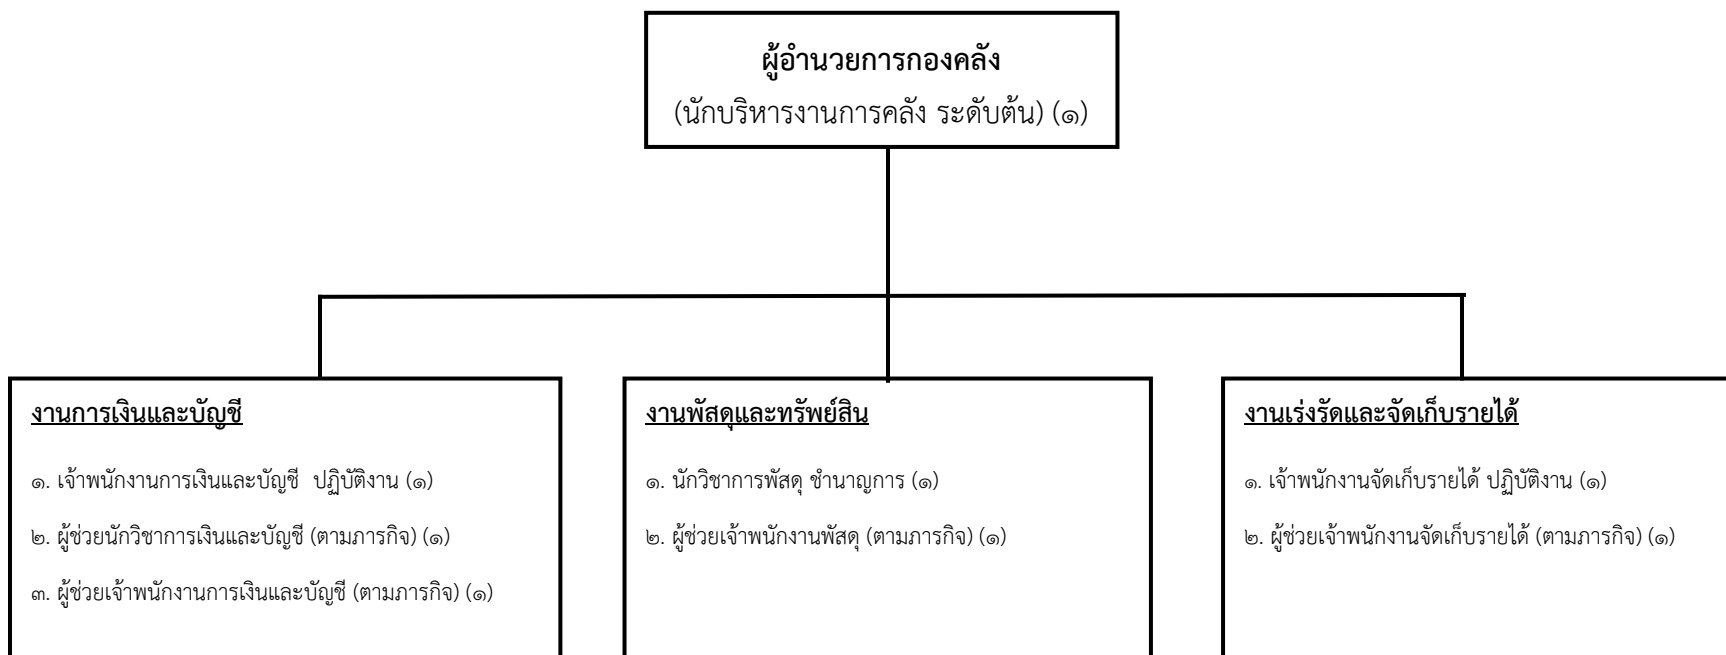 ผู้อำนวยการกองคลัง
(นักบริหารงานการคลัง ระดับต้น) (๑)
งานการเงินและบัญชี
๑. เจ้าพนักงานการเงินและบัญชี ปฏิบัติงาน (๑)
๒. ผู้ช่วยนักวิชาการเงินและบัญชี (ตามภารกิจ) (๑)
๓. ผู้ช่วยเจ้าพนักงานการเงินและบัญชี (ตามภารกิจ) (๑)
งานพัสดุและทรัพย์สิน
๑. นักวิชาการพัสดุ ชำนาญการ (๑)
๒. ผู้ช่วยเจ้าพนักงานพัสดุ (ตามภารกิจ) (๑)
งานเร่งรัดและจัดเก็บรายได้
๑. เจ้าพนักงานจัดเก็บรายได้ ปฏิบัติงาน (๑)
๒. ผู้ช่วยเจ้าพนักงานจัดเก็บรายได้ (ตามภารกิจ) (๑)